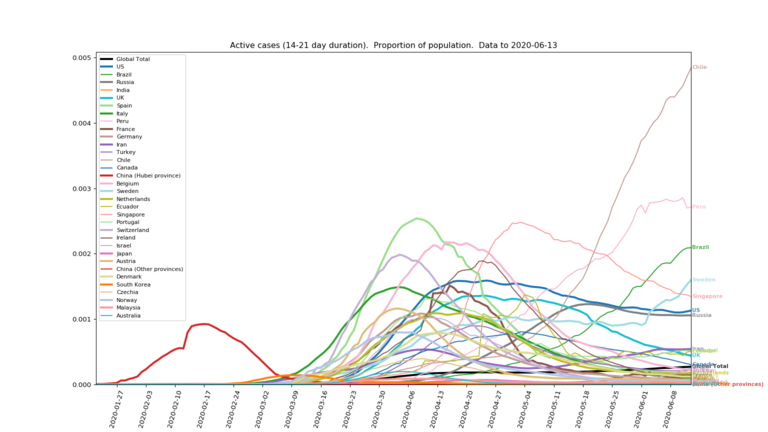 Active cases (14-21 day duration).  Proportion of population.  Data to 2020-06-13
0.005
0.004
0.003
0.002
0.001
0.000
Global Total
US
Brazil
Russia
India
UK
Spain
Italy
Peru
France
Germany
Iran
Turkey
Chile
Canada
China (Hubei province)
Belgium
Sweden
Netherlands
Ecuador
Singapore
Portugal
Switzerland
Ireland
Israel
Japan
Austria
China (Other provinces)
Denmark
South Korea
Czechia
Norway
Malaysia
Australia
Chile
Peru
Brazil
Sweden
Singapore
US
Russia
Iran
UK
Global Total
2020-01-27
2020-02-03
2020-02-10
2020-02-17
2020-02-24
2020-03-02
2020-03-09
2020-03-16
2020-03-23
2020-03-30
2020-04-06
2020-04-13
2020-04-20
2020-04-27
2020-05-04
2020-05-11
2020-05-18
2020-05-25
2020-06-01
2020-06-08